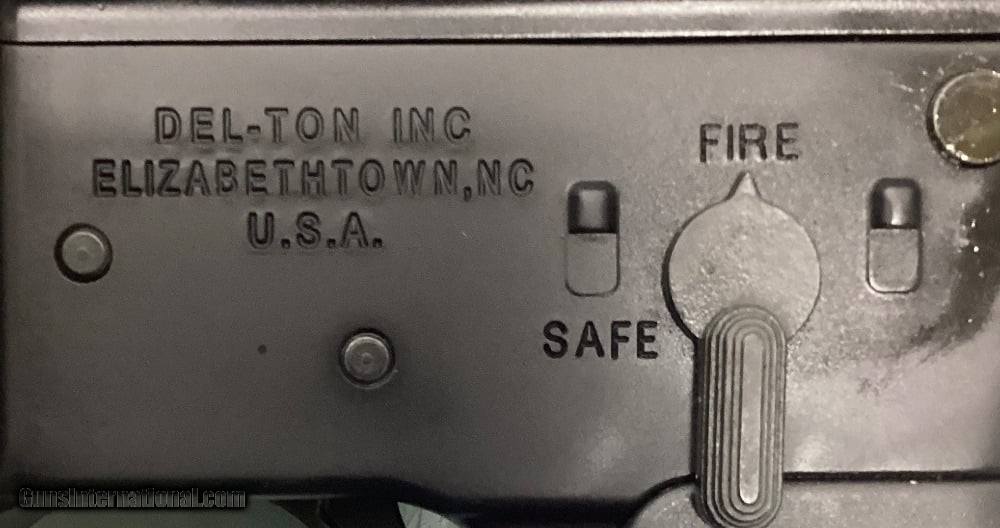 DEL-TON INC
ELIZABETHTOWN, NC
U.S.A.
FIRE
SAFE
GunsInternational.com